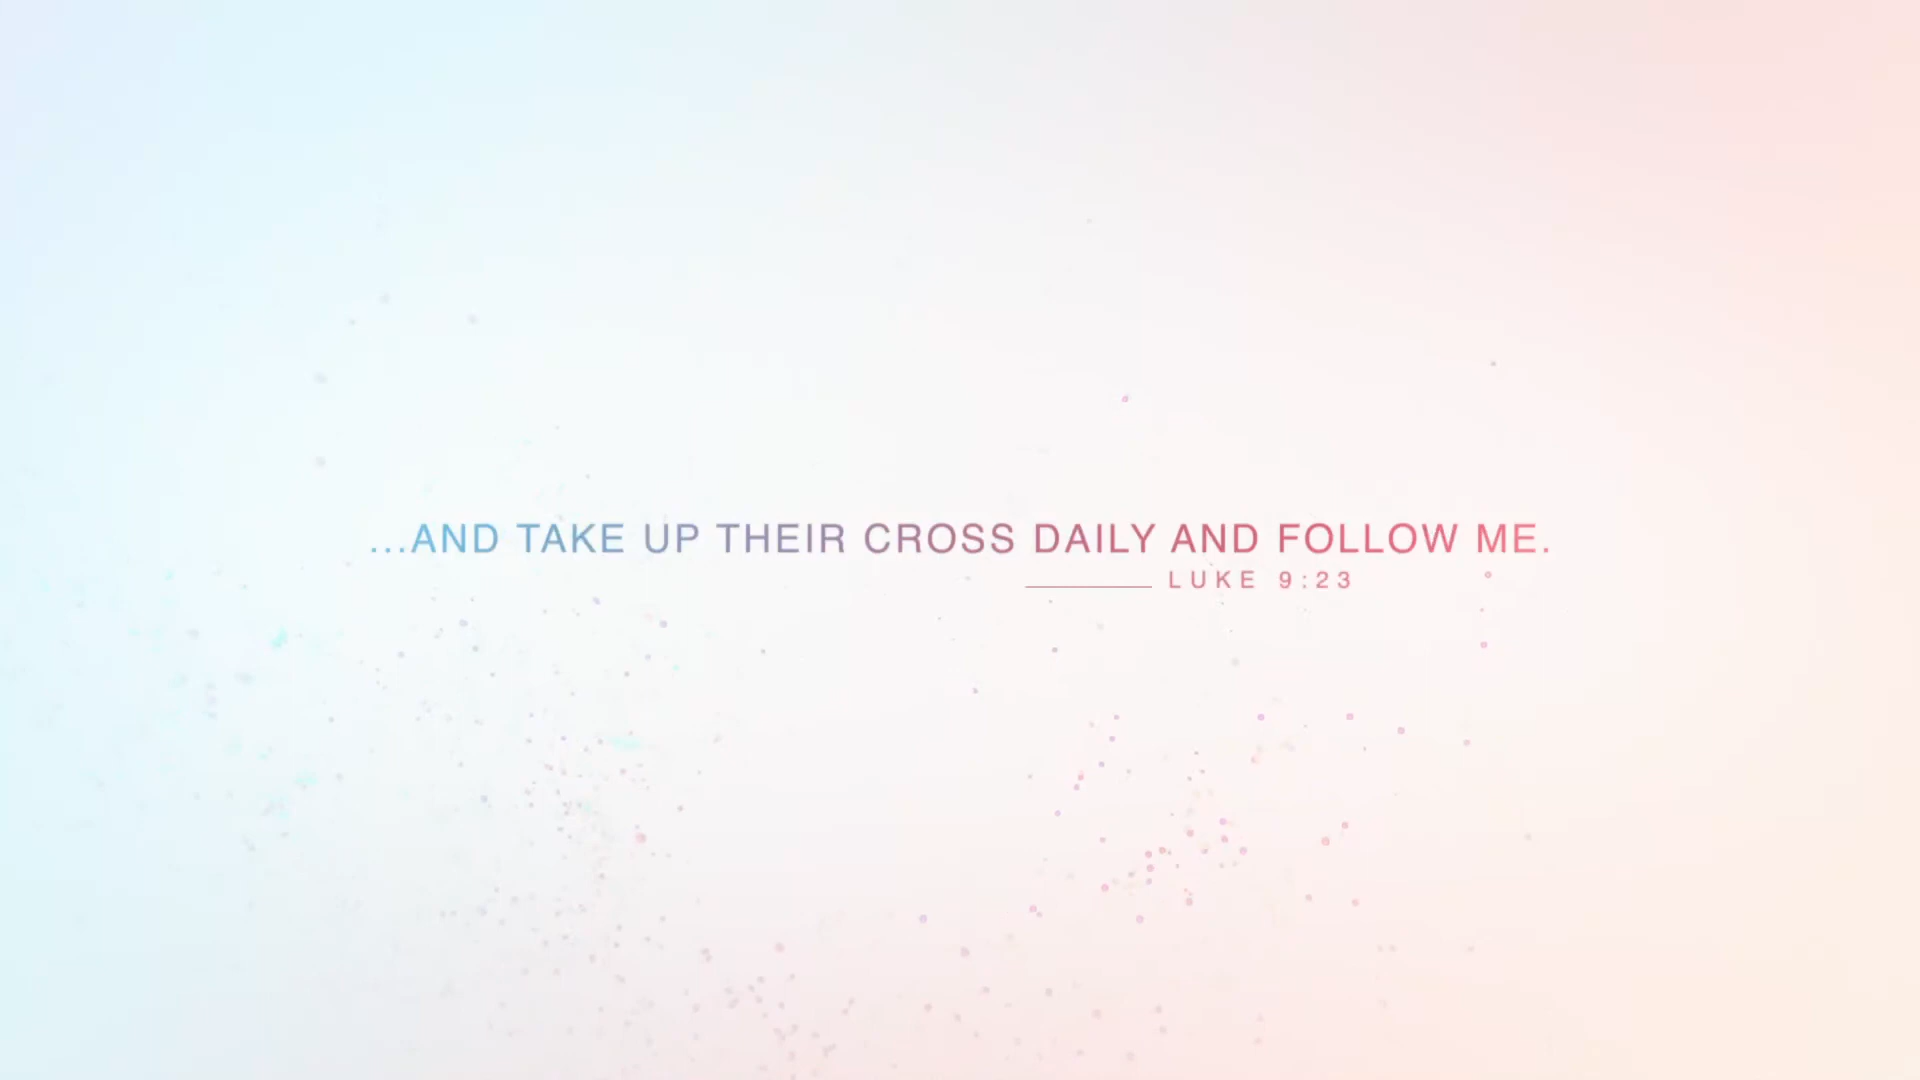 ...AND TAKE UP THEIR CROSS DAILY AND FOLLOW ME.
LUKE 9:23